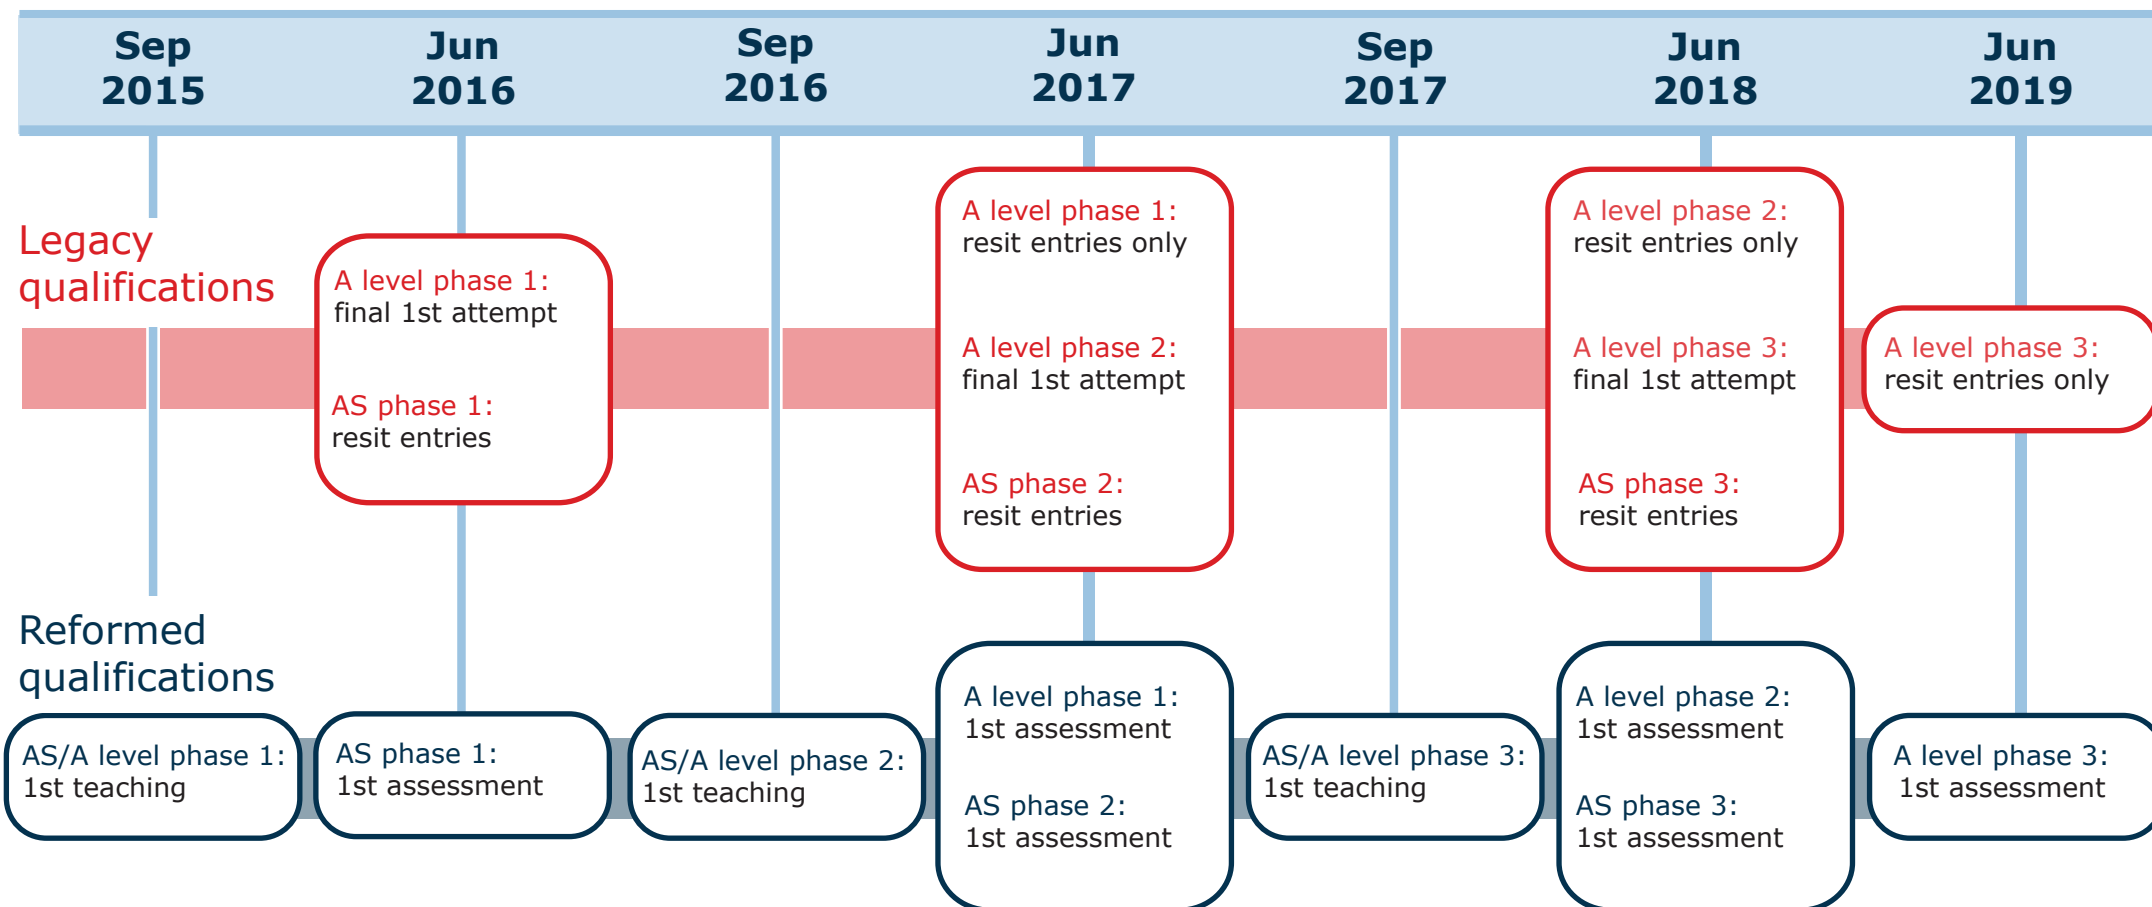 Sep
2015
Jun
2016
Sep
2016
Jun
2017
Sep
2017
Jun
2018
Jun
2019
Legacy
qualifications
A level phase 1:
final 1st attempt
AS phase 1:
resit entries
A level phase 1:
resit entries only
A level phase 2:
final 1st attempt
AS phase 2:
resit entries
A level phase 2:
resit entries only
A level phase 3:
final 1st attempt
AS phase 3:
resit entries
A level phase 3:
resit entries only
Reformed
qualifications
AS/A level phase 1:
1st teaching
AS phase 1:
1st assessment
AS/A level phase 2:
1st teaching
A level phase 1:
1st assessment
AS phase 2:
1st assessment
AS/A level phase 3:
1st teaching
A level phase 2:
1st assessment
AS phase 3:
1st assessment
A level phase 3:
1st assessment